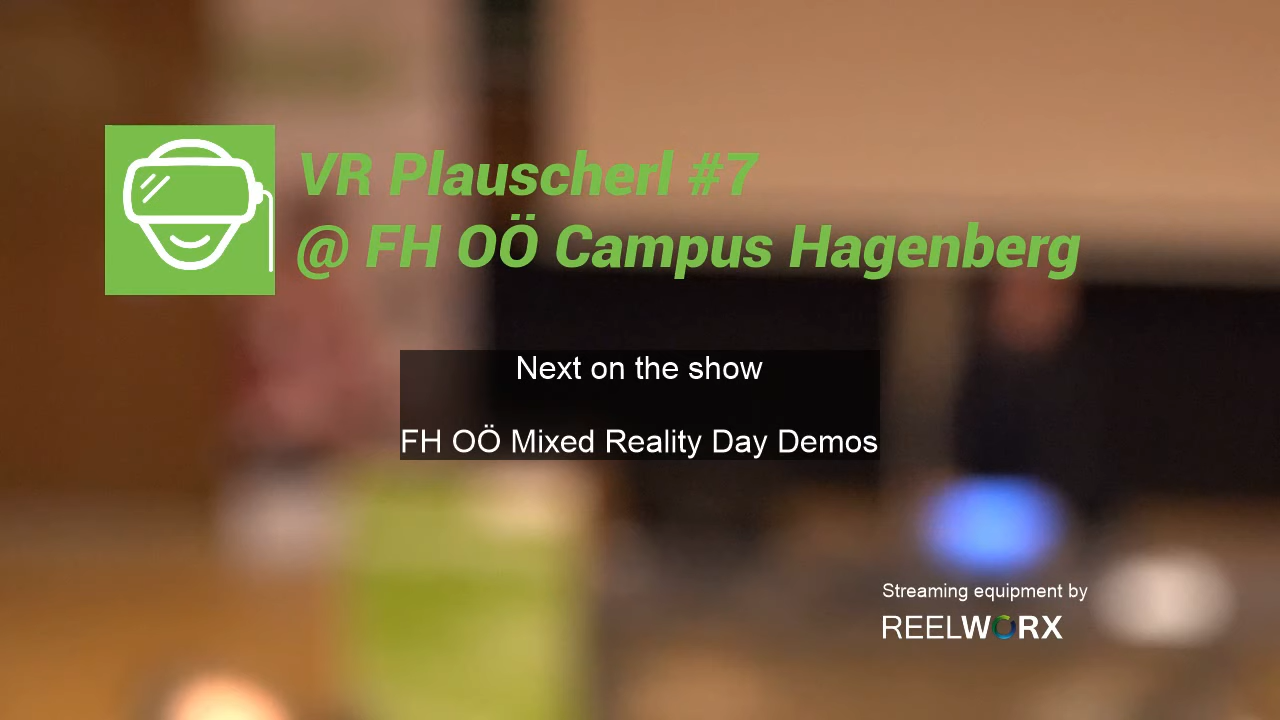 VR Plauscherl #7
@ FH OÖ Campus Hagenberg
Next on the show
FH OÖ Mixed Reality Day Demos
Streaming equipment by
REELWORX